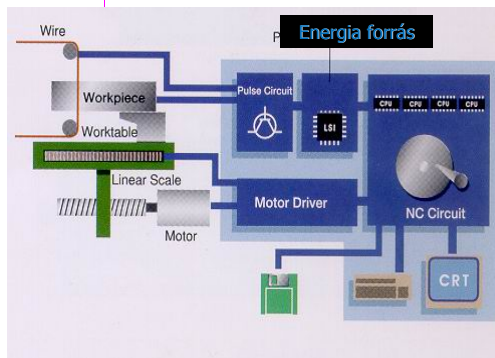 Wire
P
Energia forrás
Pulse Circuit
Workpiece
CPU CPU CPU CPU
LSI
Worktable
Linear Scale
Motor Driver
NC Circuit
Motor
CRT